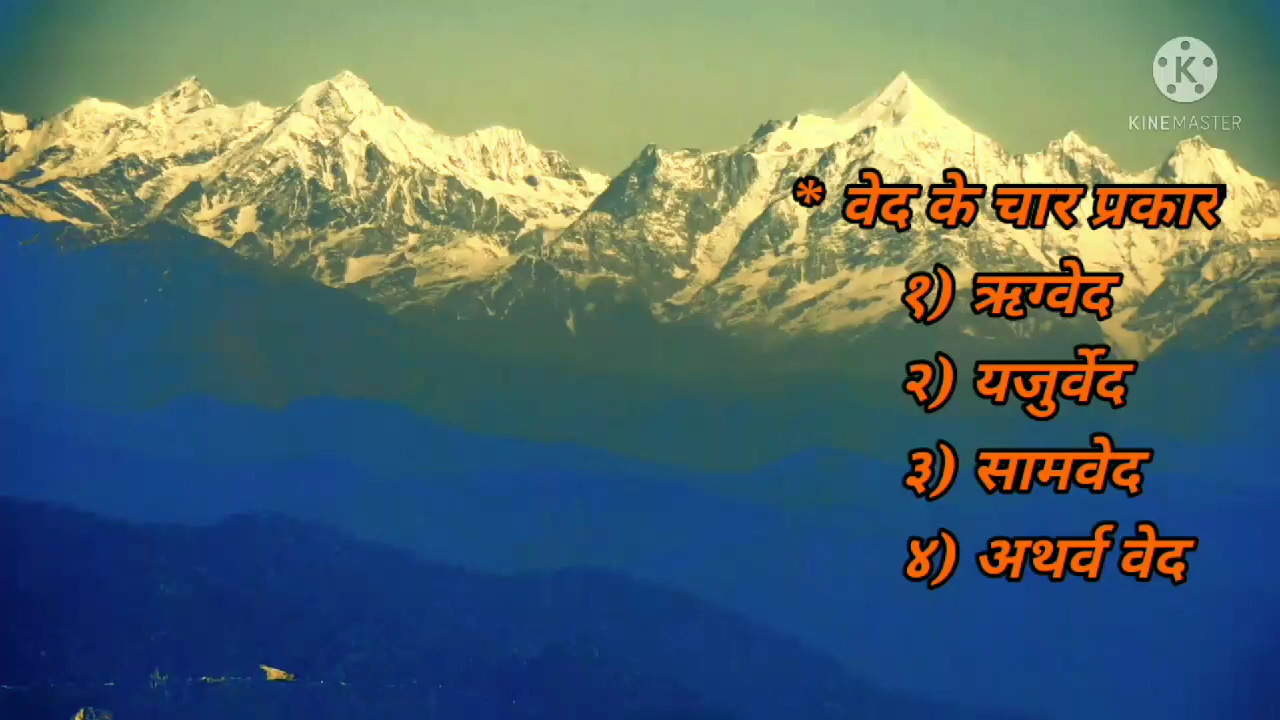 KINEMASTER
* वेद के चार प्रकार
१) ऋग्वेद
२) यजुर्वेद
३) सामवेद
४) अथर्व वेद